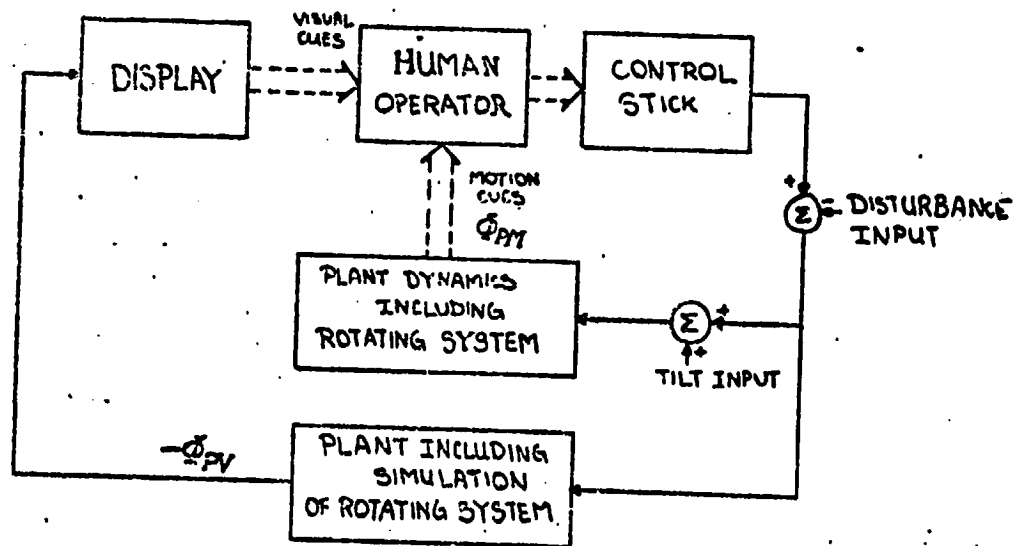 VISUAL
CUES
DISPLAY
HUMAN
OPERATOR
CONTROL
STICK
MOTION
CUES
Φ_PM
+
Σ
-
DISTURBANCE
INPUT
PLANT DYNAMICS
INCLUDING
ROTATING SYSTEM
Σ
+
+
TILT INPUT
-Φ_PV
PLANT INCLUDING
SIMULATION
OF ROTATING SYSTEM